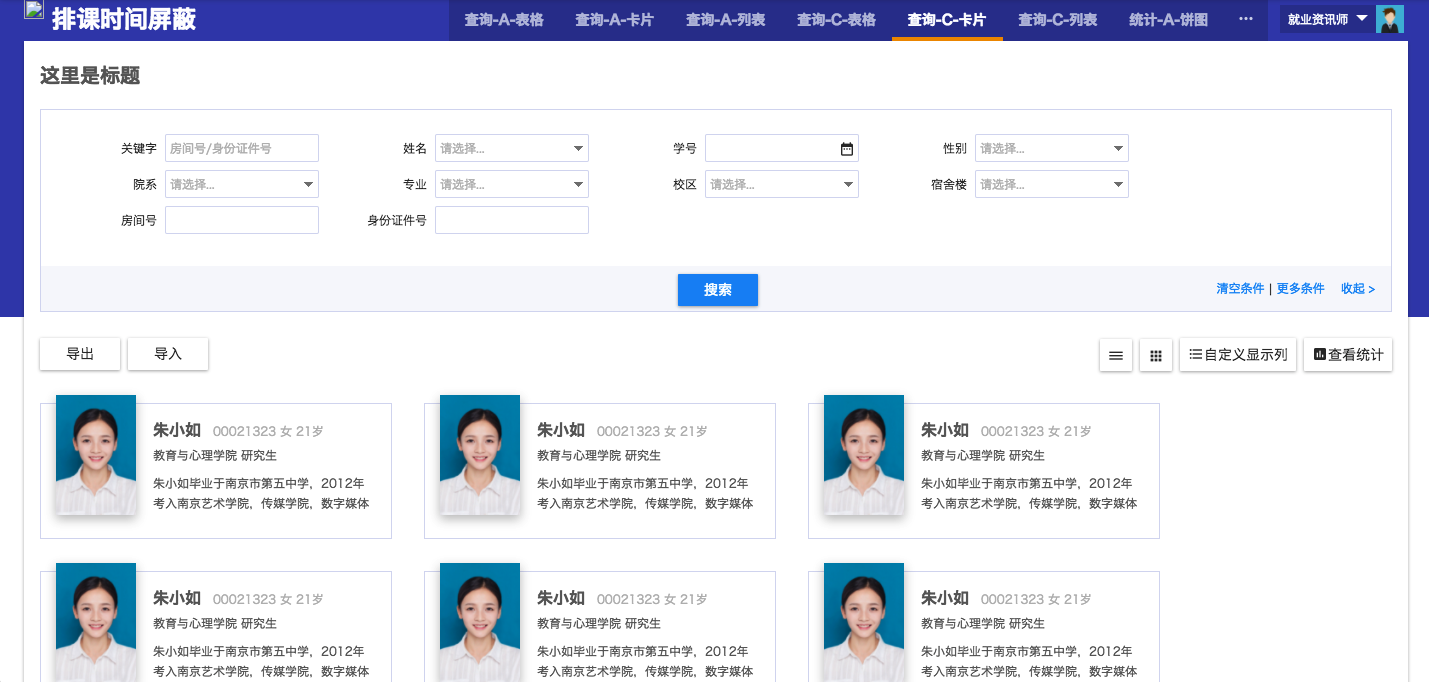 排课时间屏蔽
查询-A-表格 查询-A-卡片 查询-A-列表 查询-C-表格 查询-C-卡片 查询-C-列表 统计-A-饼图 ··· 就业资讯师
这里是标题
关键字 房间号/身份证件号 姓名 请选择... 学号 性别 请选择...
院系 请选择... 专业 请选择... 校区 请选择... 宿舍楼 请选择...
房间号 身份证件号
搜索 清空条件 | 更多条件 收起 >
导出 导入 自定义显示列 查看统计
朱小如 00021323 女 21岁
教育与心理学院 研究生
朱小如毕业于南京市第五中学，2012年
考入南京艺术学院，传媒学院，数字媒体
朱小如 00021323 女 21岁
教育与心理学院 研究生
朱小如毕业于南京市第五中学，2012年
考入南京艺术学院，传媒学院，数字媒体
朱小如 00021323 女 21岁
教育与心理学院 研究生
朱小如毕业于南京市第五中学，2012年
考入南京艺术学院，传媒学院，数字媒体
朱小如 00021323 女 21岁
教育与心理学院 研究生
朱小如毕业于南京市第五中学，2012年
考入南京艺术学院，传媒学院，数字媒体
朱小如 00021323 女 21岁
教育与心理学院 研究生
朱小如毕业于南京市第五中学，2012年
考入南京艺术学院，传媒学院，数字媒体
朱小如 00021323 女 21岁
教育与心理学院 研究生
朱小如毕业于南京市第五中学，2012年
考入南京艺术学院，传媒学院，数字媒体